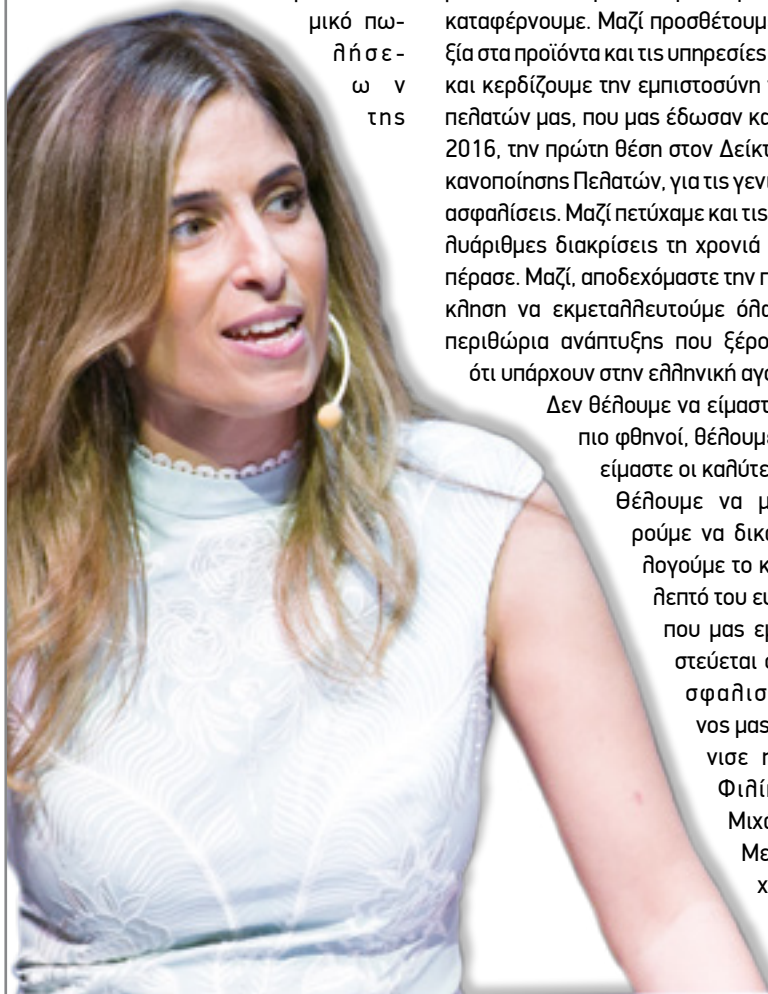 μικό πω-
λήσε-
ων
της
καταφέρνουμε. Μαζί προσθέτουμ
ξία στα προϊόντα και τις υπηρεσίες
και κερδίζουμε την εμπιστοσύνη
πελατών μας, που μας έδωσαν κα
2016, την πρώτη θέση στον Δείκτ
κανοποίησης Πελατών, για τις γενι
ασφαλίσεις. Μαζί πετύχαμε και τις
λυάριθμες διακρίσεις τη χρονιά
πέρασε. Μαζί, αποδεχόμαστε την π
κληση να εκμεταλλευτούμε όλα
περιθώρια ανάπτυξης που ξέρο
ότι υπάρχουν στην ελληνική αγο
Δεν θέλουμε να είμαστ
πιο φθηνοί, θέλουμε
είμαστε οι καλύτε
Θέλουμε να μ
ρούμε να δικα
λογούμε το κ
λεπτό του ευ
που μας εμ
στεύεται ο
σφαλισ
νος μας
νισε η
Φιλί
Μιχα
Με
χ